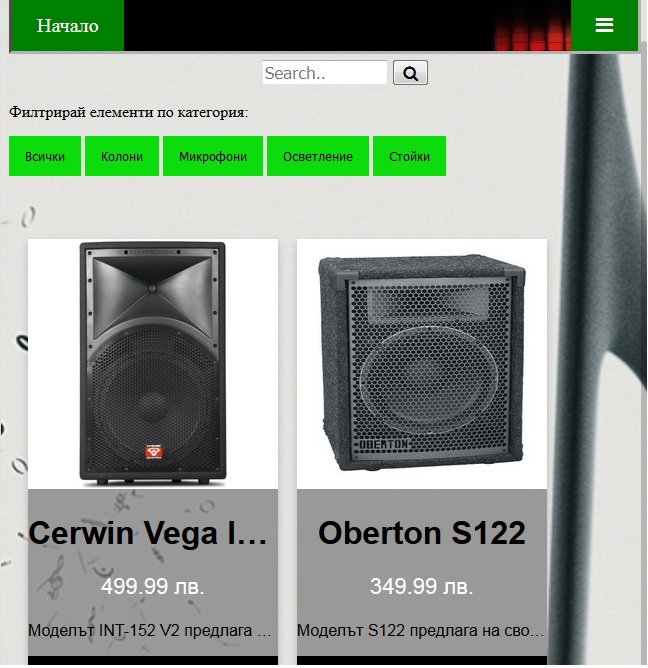 Начало
Search..
Филтрирай елементи по категория:
Всички Колони Микрофони Осветление Стойки
OBERTON
Cerwin Vega I... Oberton S122
499.99 лв. 349.99 лв.
Моделът INT-152 V2 предлага ... Моделът S122 предлага на сво...